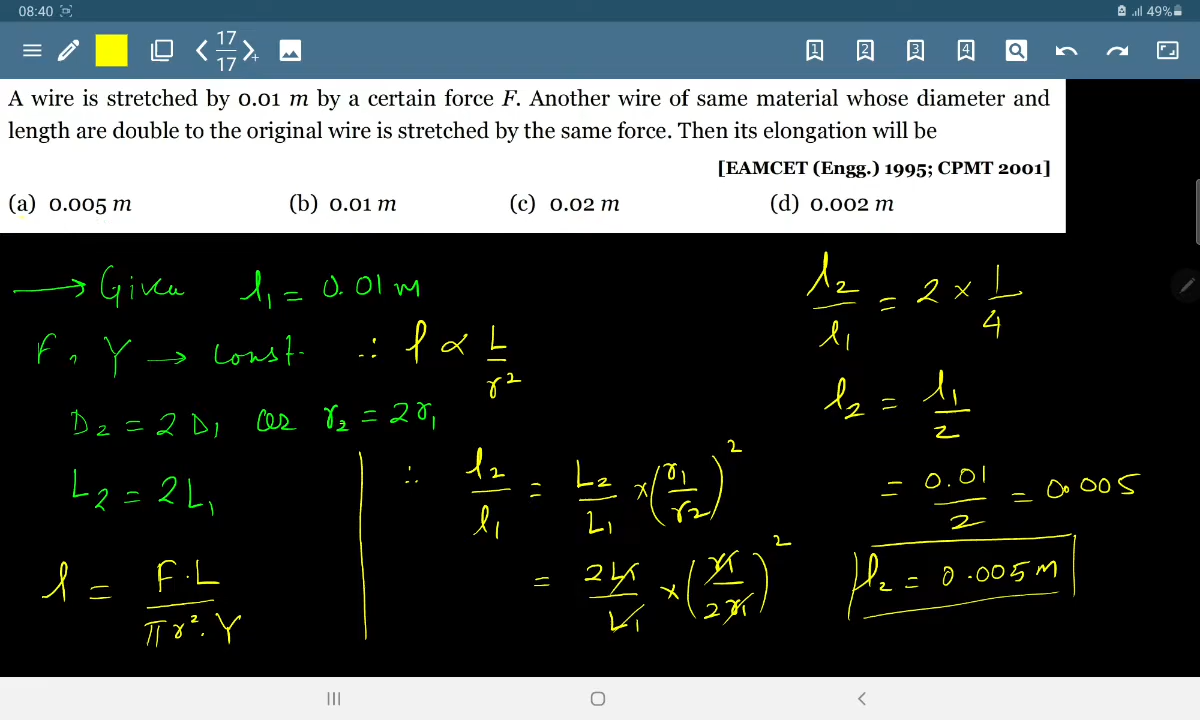 08:40
49%
17
17
1 2 3 4
A wire is stretched by 0.01 m by a certain force F. Another wire of same material whose diameter and
length are double to the original wire is stretched by the same force. Then its elongation will be
[EAMCET (Engg.) 1995; CPMT 2001]
(a) 0.005 m (b) 0.01 m (c) 0.02 m (d) 0.002 m
→ Given l₁ = 0.01 m
F, Y → const. ∴ l ∝ L/r²
D₂ = 2D₁ or r₂ = 2r₁
L₂ = 2L₁
l = F.L/πr².Y
∴ l₂/l₁ = L₂/L₁ × (r₁/r₂)²
= 2L₁/L₁ × (r₁/2r₁)²
l₂/l₁ = 2 × 1/4
l₂ = l₁/2
= 0.01/2 = 0.005
l₂ = 0.005 m